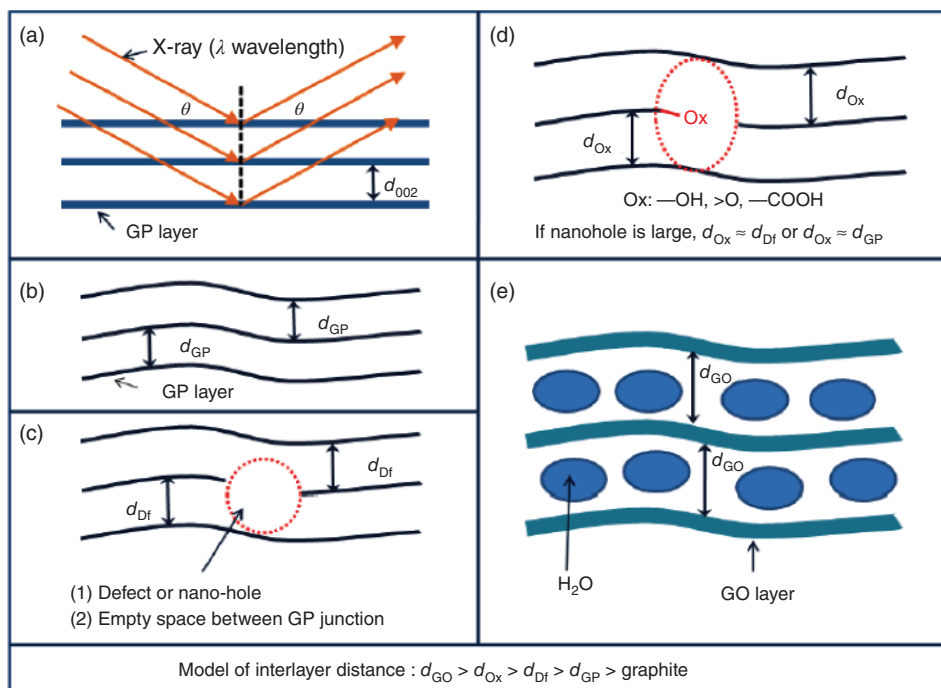 (a)
X-ray (λ wavelength)
θ
θ
d002
GP layer
(b)
dGP
dGP
GP layer
(c)
dDf
dDf
(1) Defect or nano-hole
(2) Empty space between GP junction
(d)
dOx
Ox
dOx
Ox: —OH, >O, —COOH
If nanohole is large, dOx ≈ dDf or dOx ≈ dGP
(e)
dGO
dGO
H2O
GO layer
Model of interlayer distance : dGO > dOx > dDf > dGP > graphite